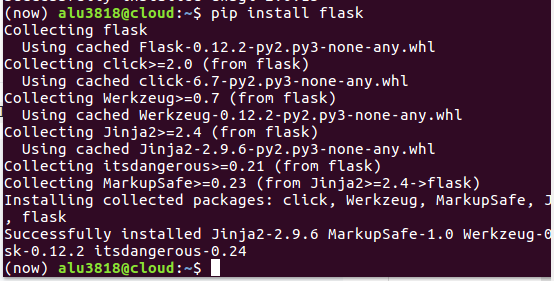 (now) alu3818@cloud:~$ pip install flask
Collecting flask
  Using cached Flask-0.12.2-py2.py3-none-any.whl
Collecting click>=2.0 (from flask)
  Using cached click-6.7-py2.py3-none-any.whl
Collecting Werkzeug>=0.7 (from flask)
  Using cached Werkzeug-0.12.2-py2.py3-none-any.whl
Collecting Jinja2>=2.4 (from flask)
  Using cached Jinja2-2.9.6-py2.py3-none-any.whl
Collecting itsdangerous>=0.21 (from flask)
Collecting MarkupSafe>=0.23 (from Jinja2>=2.4->flask)
Installing collected packages: click, Werkzeug, MarkupSafe, J
, flask
Successfully installed Jinja2-2.9.6 MarkupSafe-1.0 Werkzeug-0
sk-0.12.2 itsdangerous-0.24
(now) alu3818@cloud:~$